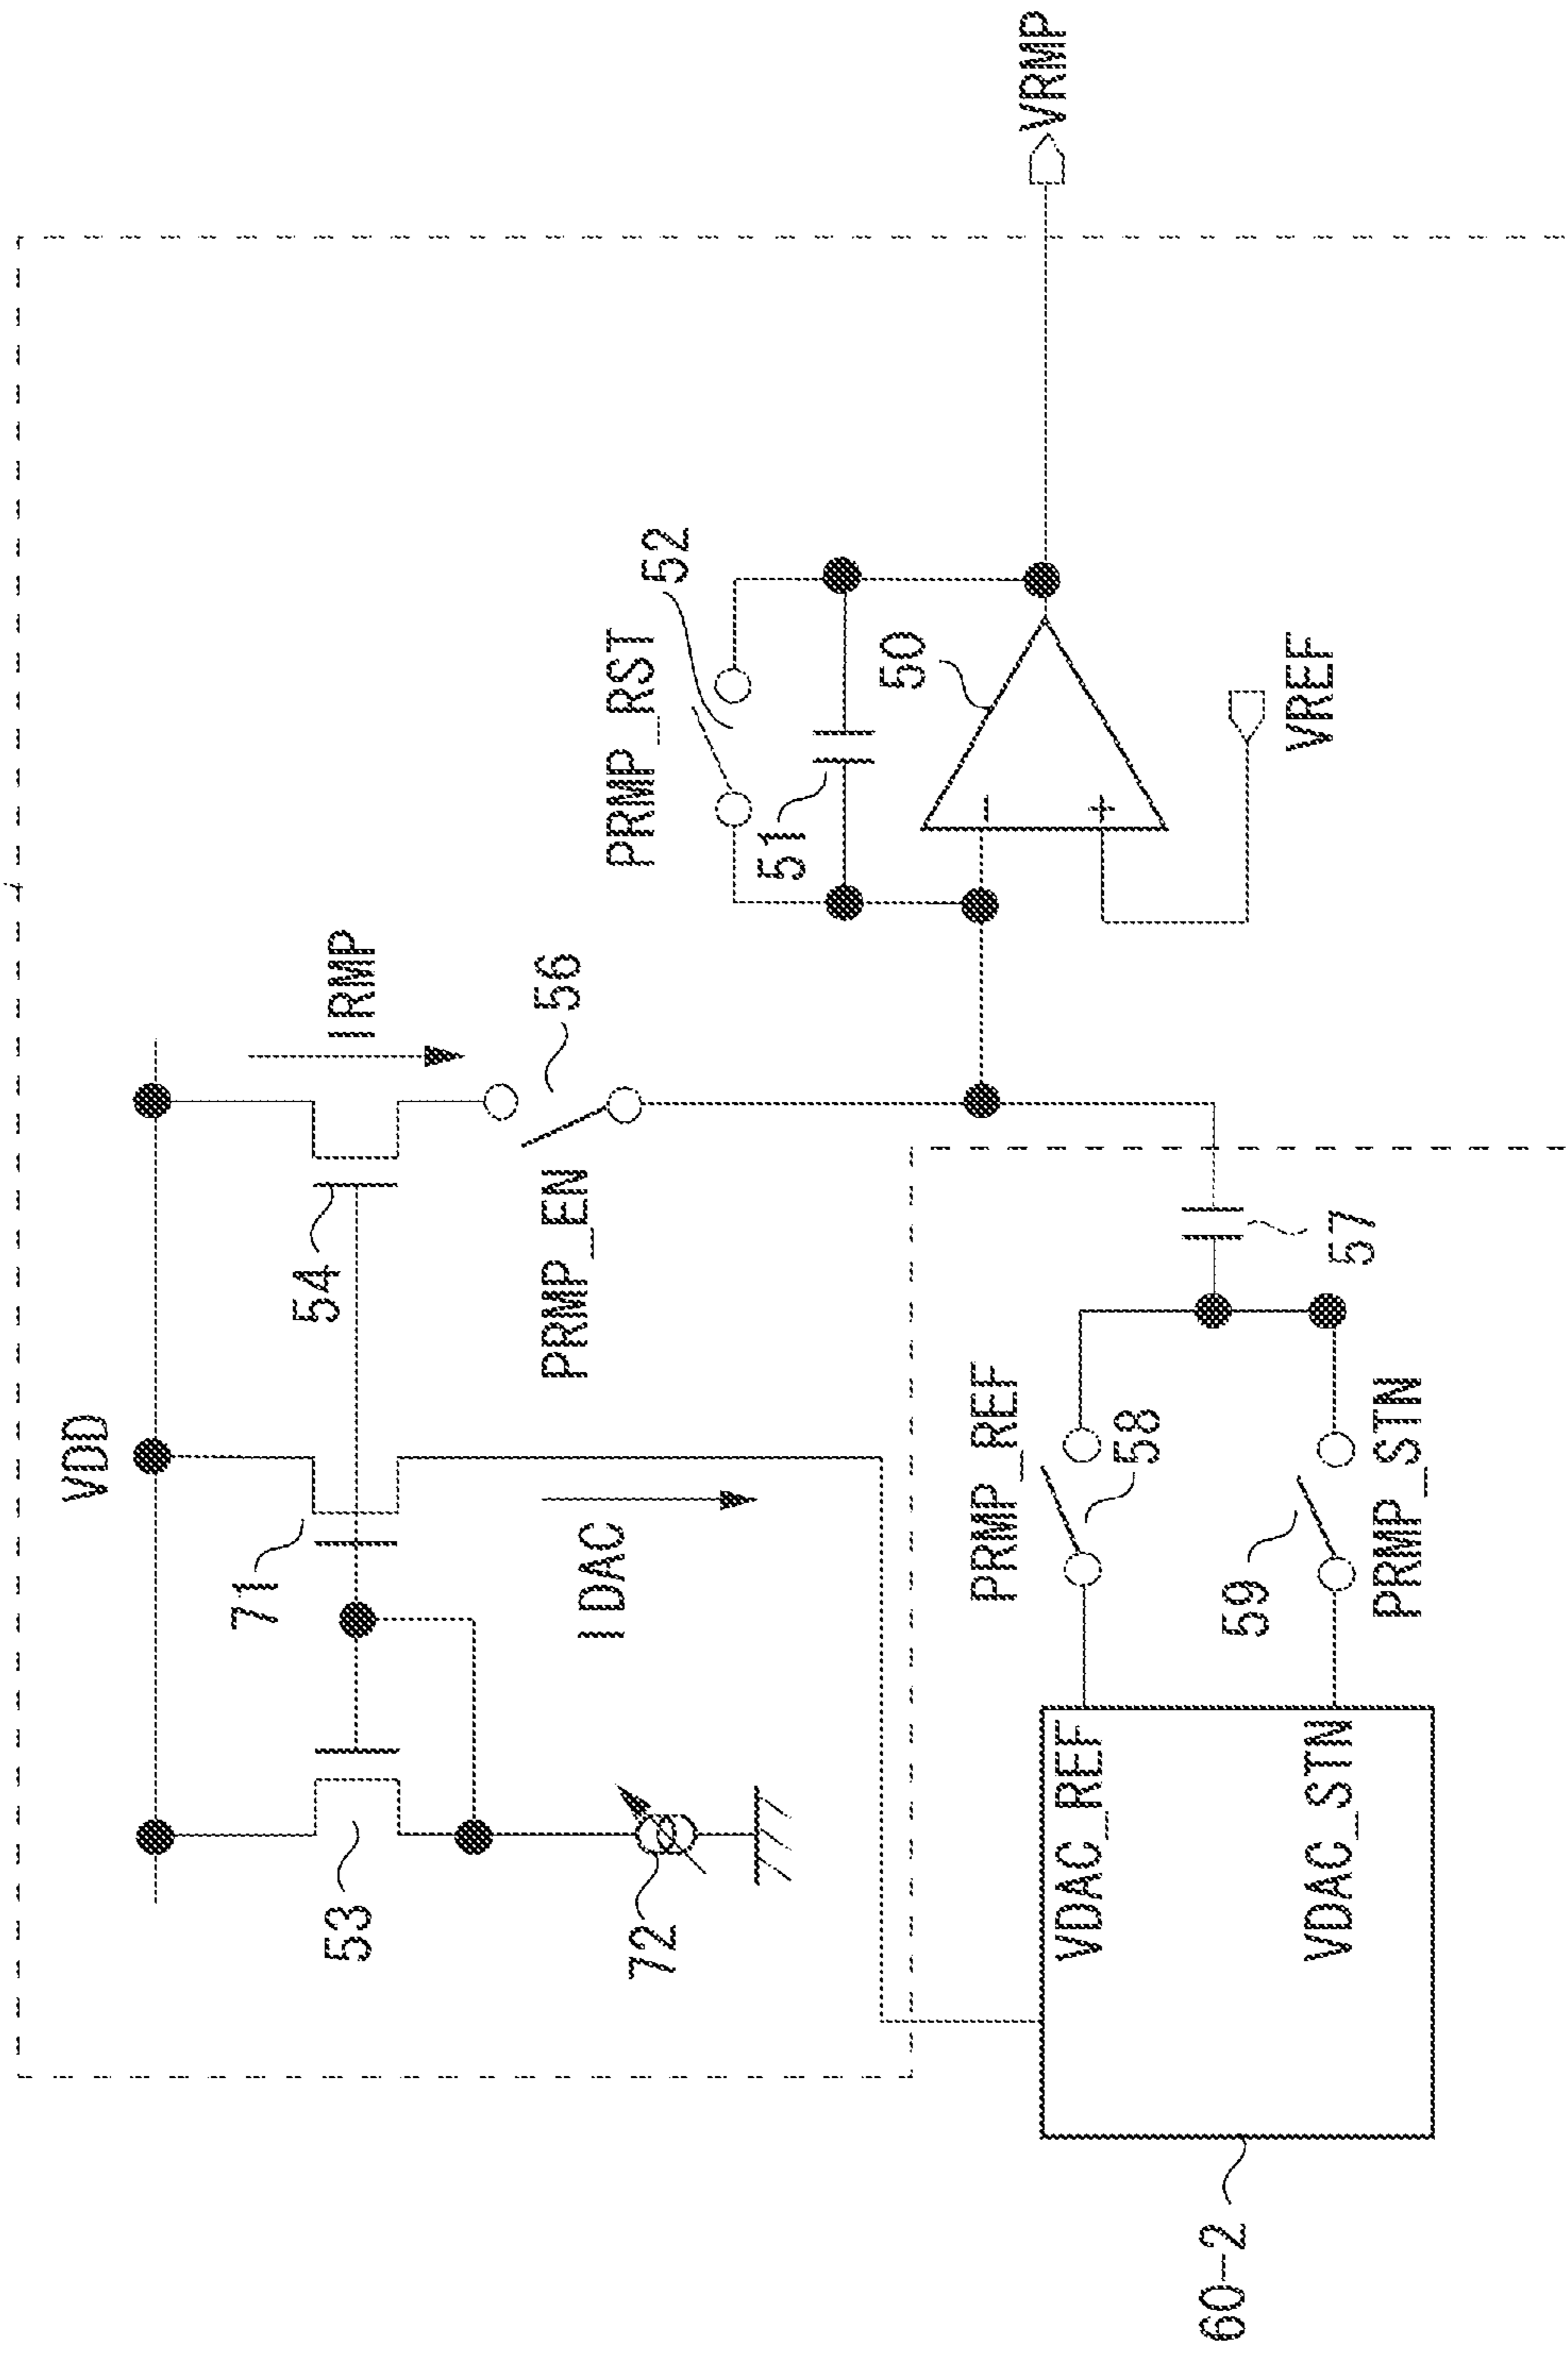 VDD
IRMP
71
54
53
56
PRMP_EN
IDAC
72
PRMP_RST
52
51
50
VRMP
VREF
PRMP_REF
58
57
59
PRMP_STN
VDAC_REF
VDAC_STN
60-2
-
+